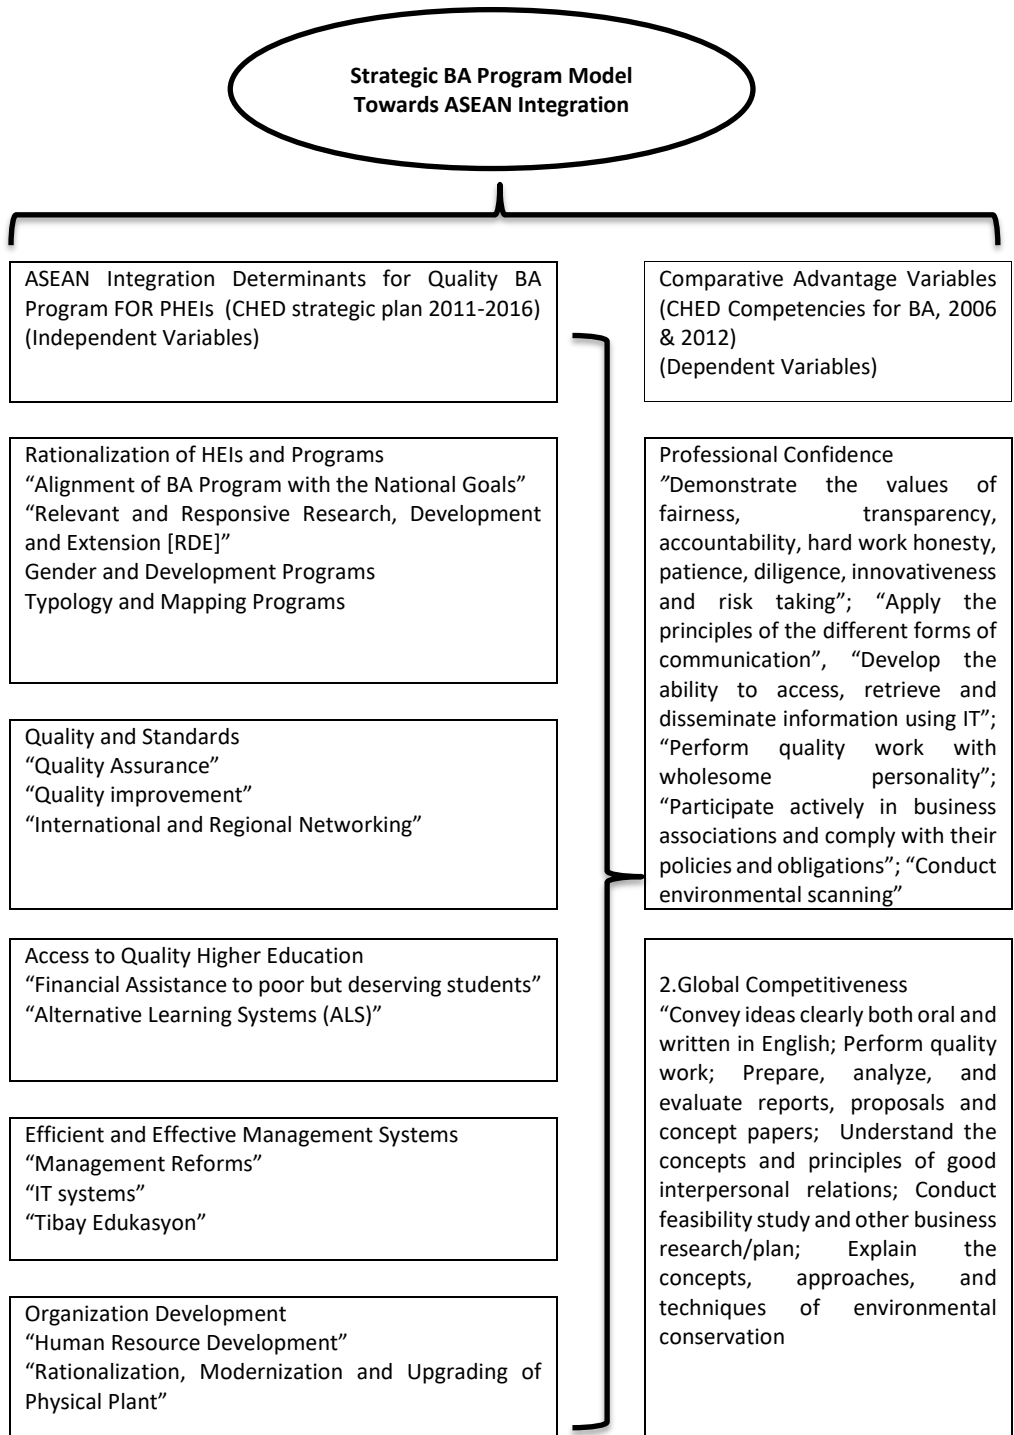 Strategic BA Program Model
Towards ASEAN Integration
ASEAN Integration Determinants for Quality BA
Program FOR PHEIs (CHED strategic plan 2011-2016)
(Independent Variables)
Rationalization of HEIs and Programs
“Alignment of BA Program with the National Goals”
“Relevant and Responsive Research, Development
and Extension [RDE]”
Gender and Development Programs
Typology and Mapping Programs
Quality and Standards
“Quality Assurance”
“Quality improvement”
“International and Regional Networking”
Access to Quality Higher Education
“Financial Assistance to poor but deserving students”
“Alternative Learning Systems (ALS)”
Efficient and Effective Management Systems
“Management Reforms”
“IT systems”
“Tibay Edukasyon”
Organization Development
“Human Resource Development”
“Rationalization, Modernization and Upgrading of
Physical Plant”
Comparative Advantage Variables
(CHED Competencies for BA, 2006
& 2012)
(Dependent Variables)
Professional Confidence
”Demonstrate the values of
fairness, transparency,
accountability, hard work honesty,
patience, diligence, innovativeness
and risk taking”; “Apply the
principles of the different forms of
communication”, “Develop the
ability to access, retrieve and
disseminate information using IT”;
“Perform quality work with
wholesome personality”;
“Participate actively in business
associations and comply with their
policies and obligations”; “Conduct
environmental scanning”
2.Global Competitiveness
“Convey ideas clearly both oral and
written in English; Perform quality
work; Prepare, analyze, and
evaluate reports, proposals and
concept papers; Understand the
concepts and principles of good
interpersonal relations; Conduct
feasibility study and other business
research/plan; Explain the
concepts, approaches, and
techniques of environmental
conservation